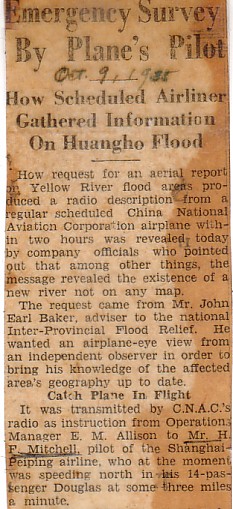 Emergency Survey
By Plane's Pilot
Oct. 9, 1935
How Scheduled Airliner
Gathered Information
On Huangho Flood
How request for an aerial report
on Yellow River flood areas pro-
duced a radio description from a
regular scheduled China National
Aviation Corporation airplane with-
in two hours was revealed today
by company officials who pointed
out that among other things, the
message revealed the existence of a
new river not on any map.
The request came from Mr. John
Earl Baker, adviser to the national
Inter-Provincial Flood Relief. He
wanted an airplane-eye view from
an independent observer in order to
bring his knowledge of the affected
area's geography up to date.
Catch Plane In Flight
It was transmitted by C.N.A.C.'s
radio as instruction from Operations
Manager E. M. Allison to Mr. H.
F. Mitchell, pilot of the Shanghai-
Peiping airline, who at the moment
was speeding north in his 14-pas-
senger Douglas at some three miles
a minute.